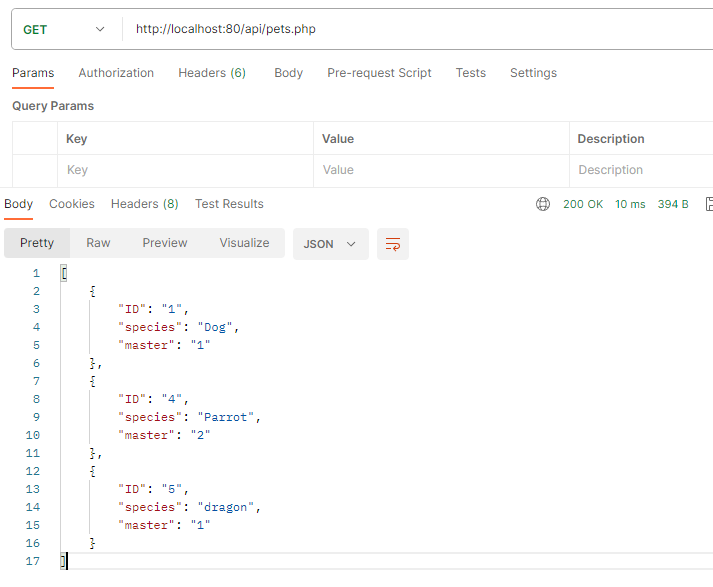 GET http://localhost:80/api/pets.php
Params Authorization Headers (6) Body Pre-request Script Tests Settings
Query Params
Key Value Description
Key Value Description
Body Cookies Headers (8) Test Results 200 OK 10 ms 394 B
Pretty Raw Preview Visualize JSON
1 [
2 {
3 "ID": "1",
4 "species": "Dog",
5 "master": "1"
6 },
7 {
8 "ID": "4",
9 "species": "Parrot",
10 "master": "2"
11 },
12 {
13 "ID": "5",
14 "species": "dragon",
15 "master": "1"
16 }
17 ]